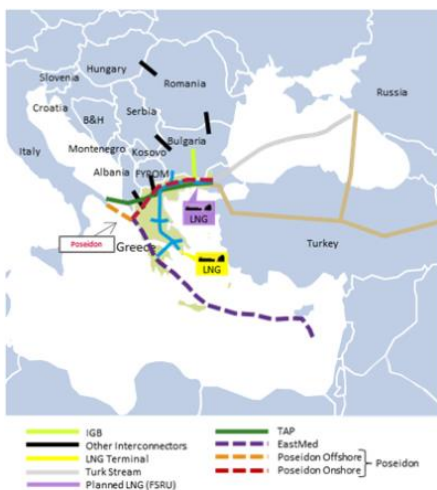 Slovenia
Hungary
Romania
Russia
Croatia
B&H
Serbia
Italy
Montenegro
Kosovo
Bulgaria
Albania
FYROM
LNG
Poseidon
Greece
Turkey
LNG
IGB
Other Interconnectors
LNG Terminal
Turk Stream
Planned LNG (FSRU)
TAP
EastMed
Poseidon Offshore
Poseidon Onshore
Poseidon